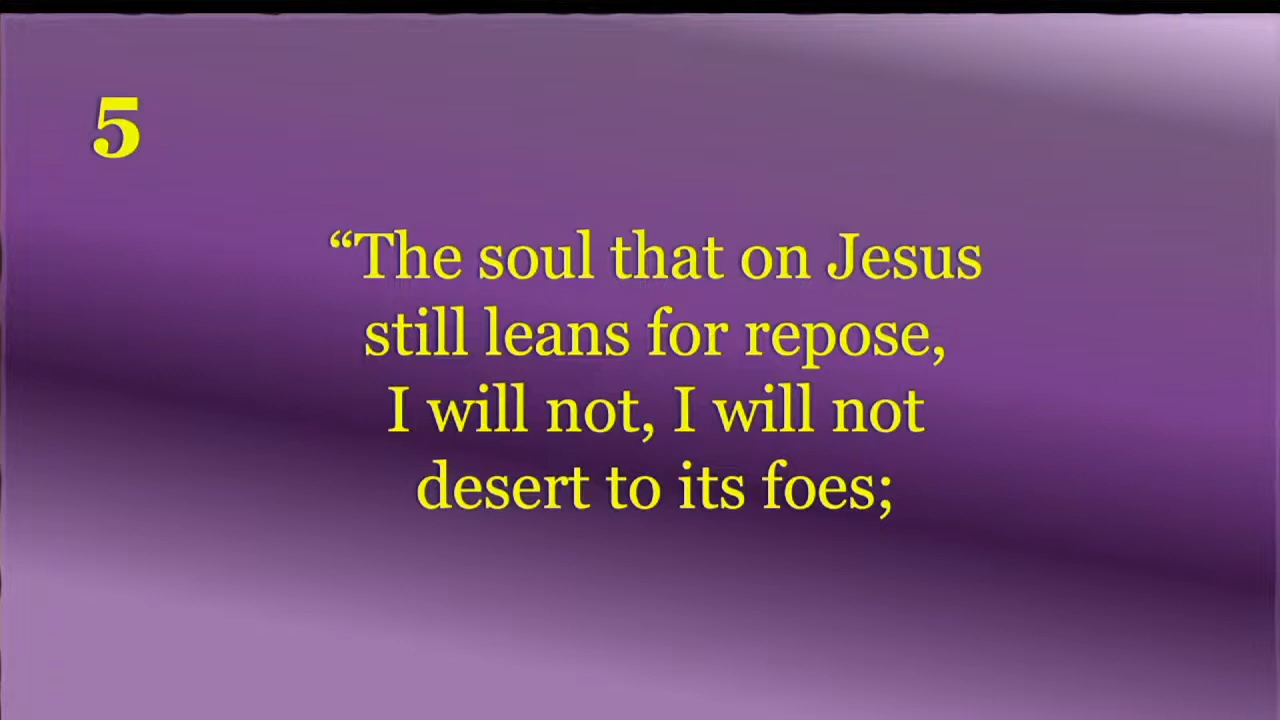 5
“The soul that on Jesus
still leans for repose,
I will not, I will not
desert to its foes;